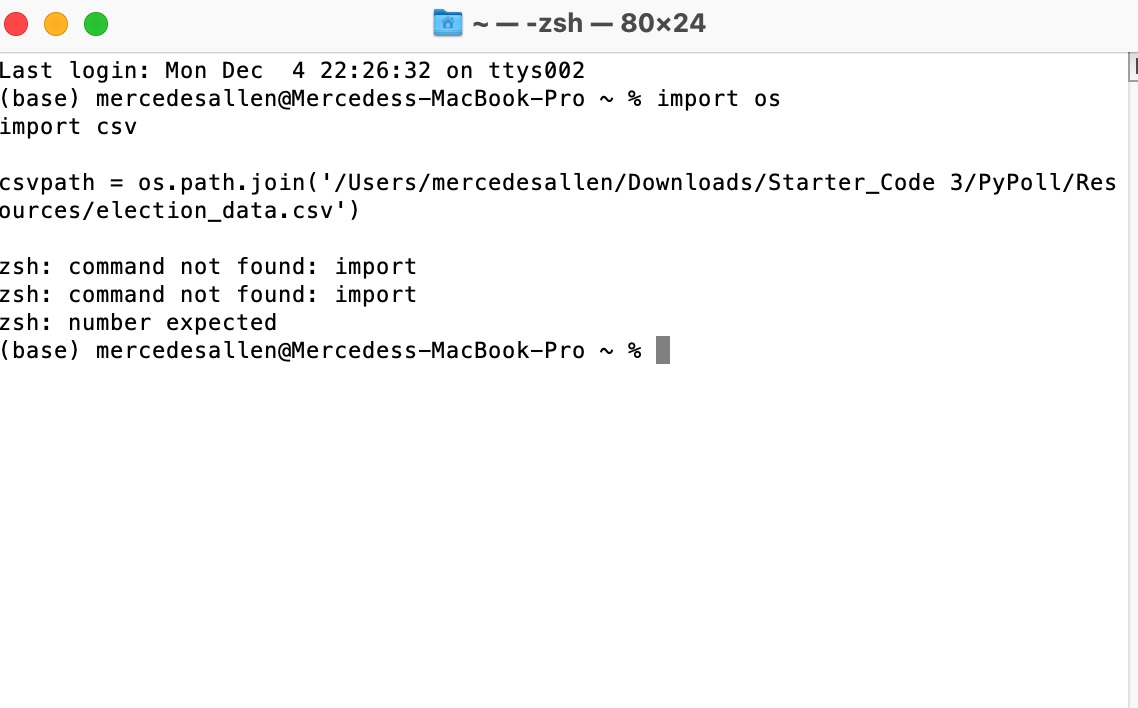 ~ — -zsh — 80×24
Last login: Mon Dec  4 22:26:32 on ttys002
(base) mercedesallen@Mercedess-MacBook-Pro ~ % import os
import csv
csvpath = os.path.join('/Users/mercedesallen/Downloads/Starter_Code 3/PyPoll/Res
ources/election_data.csv')
zsh: command not found: import
zsh: command not found: import
zsh: number expected
(base) mercedesallen@Mercedess-MacBook-Pro ~ %